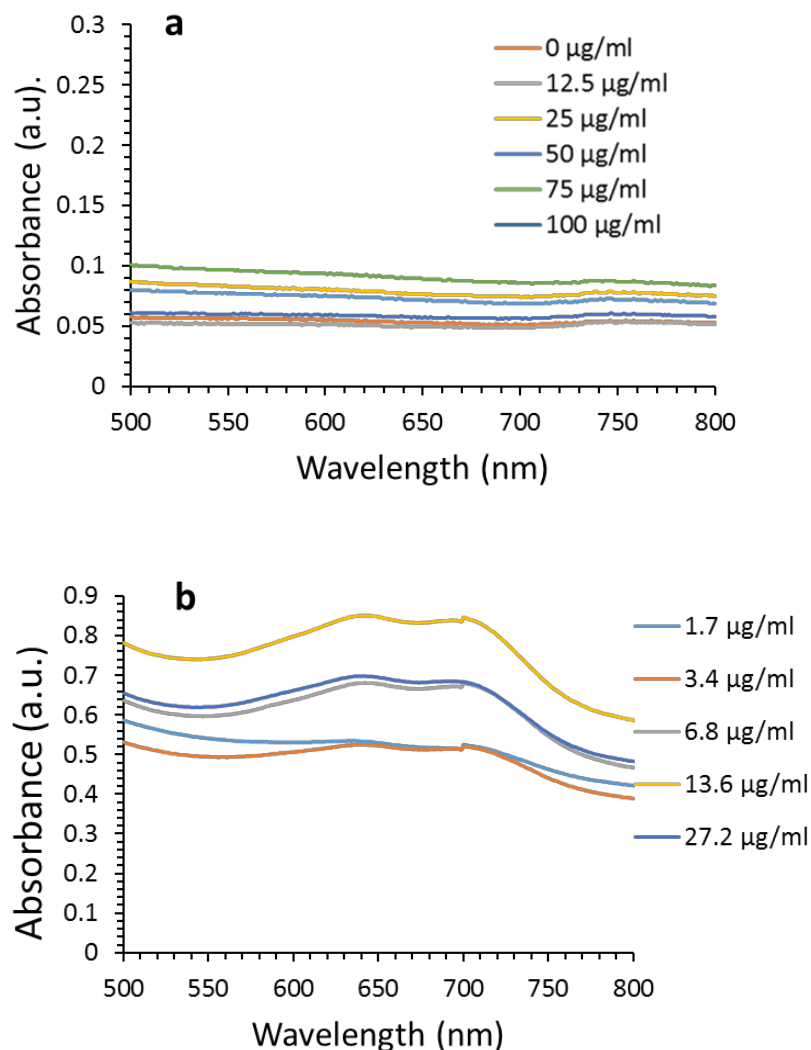 a
0.3
0.25
0.2
0.15
0.1
0.05
0
Absorbance (a.u).
0 µg/ml
12.5 µg/ml
25 µg/ml
50 µg/ml
75 µg/ml
100 µg/ml
500 550 600 650 700 750 800
Wavelength (nm)
b
0.9
0.8
0.7
0.6
0.5
0.4
0.3
0.2
0.1
0
Absorbance (a.u.)
1.7 µg/ml
3.4 µg/ml
6.8 µg/ml
13.6 µg/ml
27.2 µg/ml
500 550 600 650 700 750 800
Wavelength (nm)